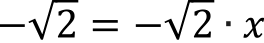 −√2 = −√2 · x